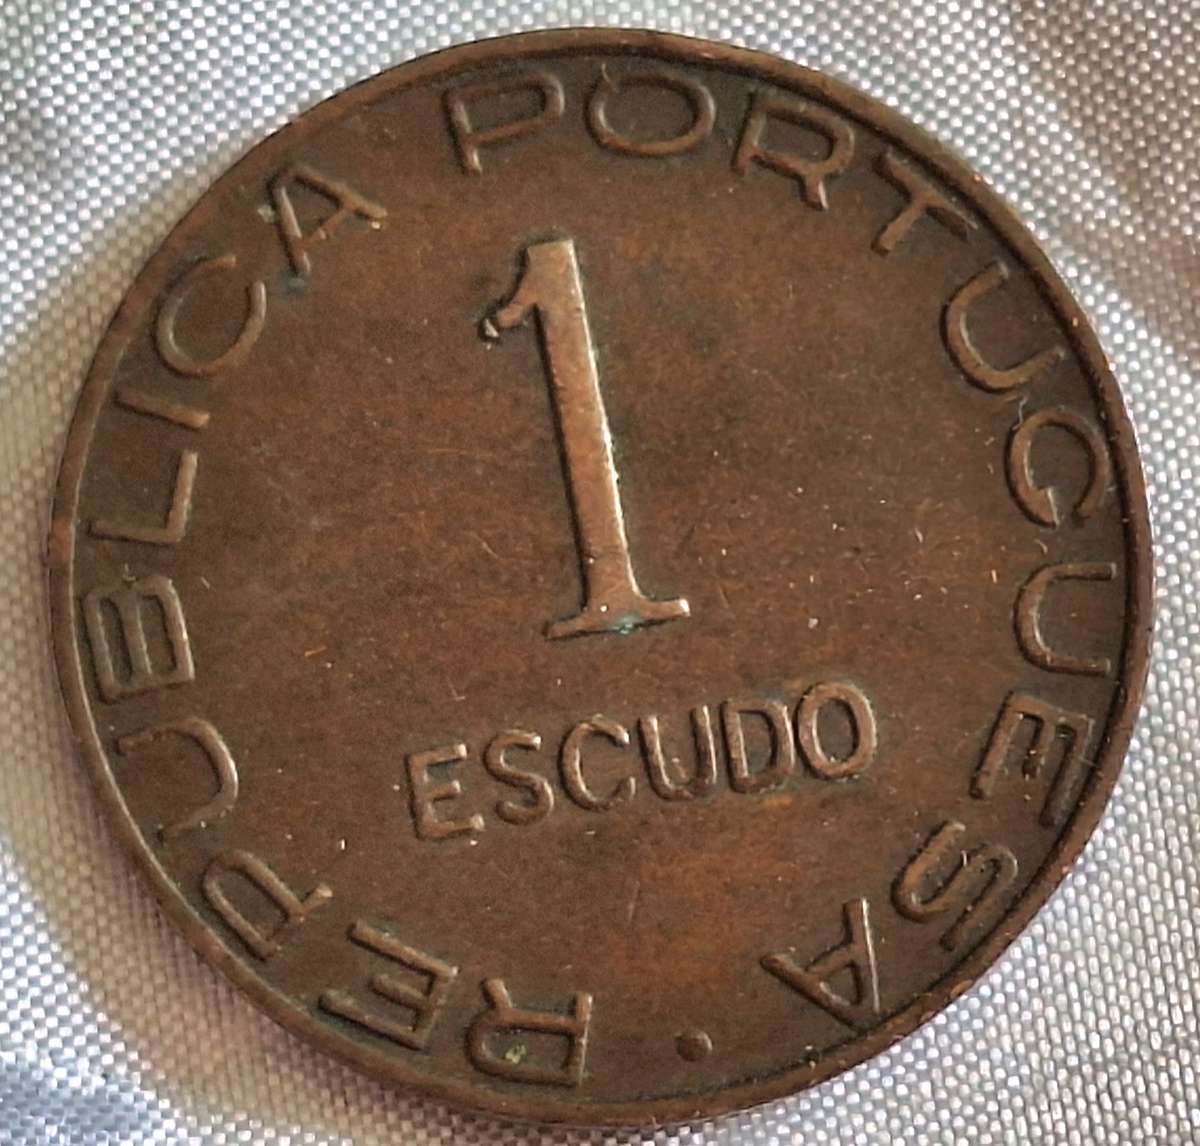 REPUBLICA PORTUGUESA •
1
ESCUDO